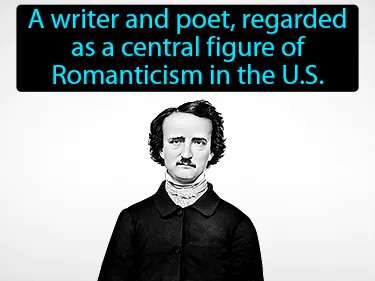 A writer and poet, regarded
as a central figure of
Romanticism in the U.S.